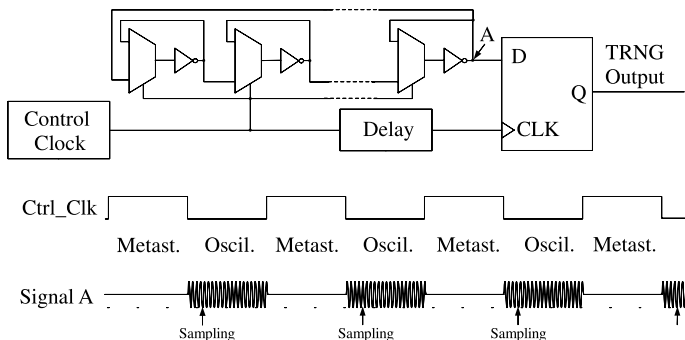 A
D
TRNG
Output
Q
Control
Clock
Delay
CLK
Ctrl_Clk
Metast. Oscil. Metast. Oscil. Metast. Oscil. Metast.
Signal A
Sampling Sampling Sampling